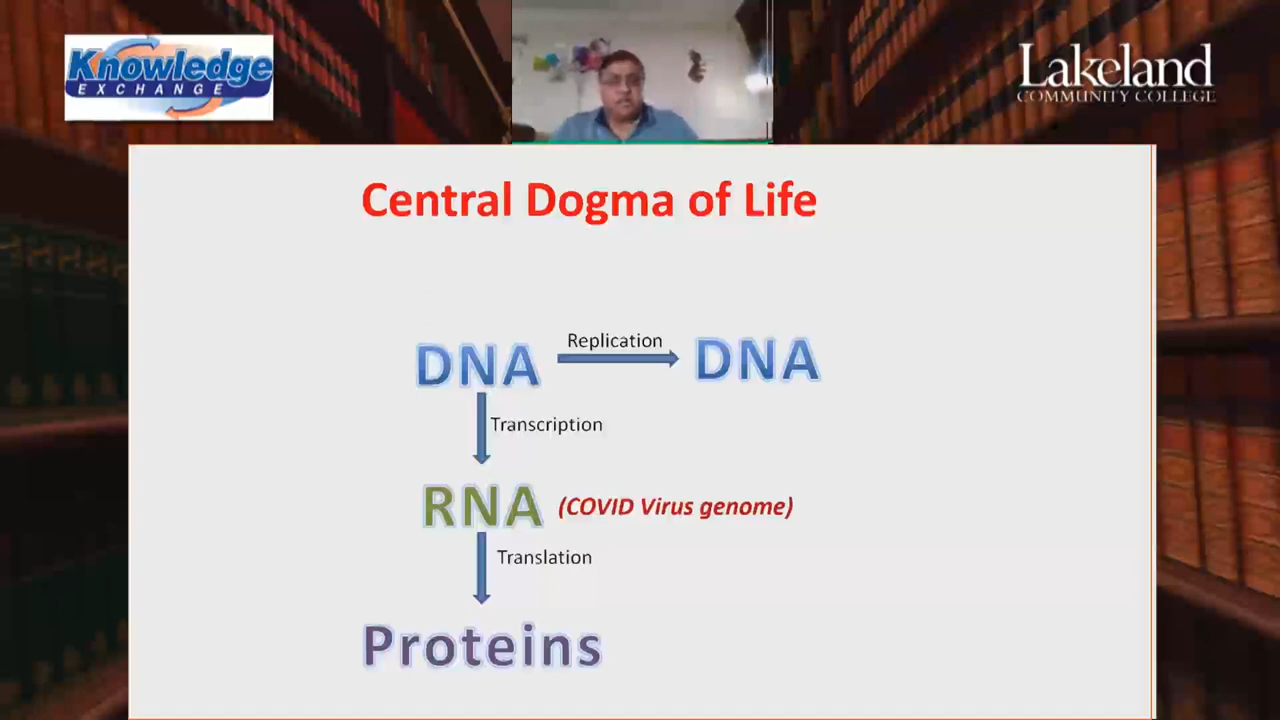 Knowledge
EXCHANGE
Lakeland
COMMUNITY COLLEGE
Central Dogma of Life
Replication
DNA DNA
Transcription
RNA (COVID Virus genome)
Translation
Proteins